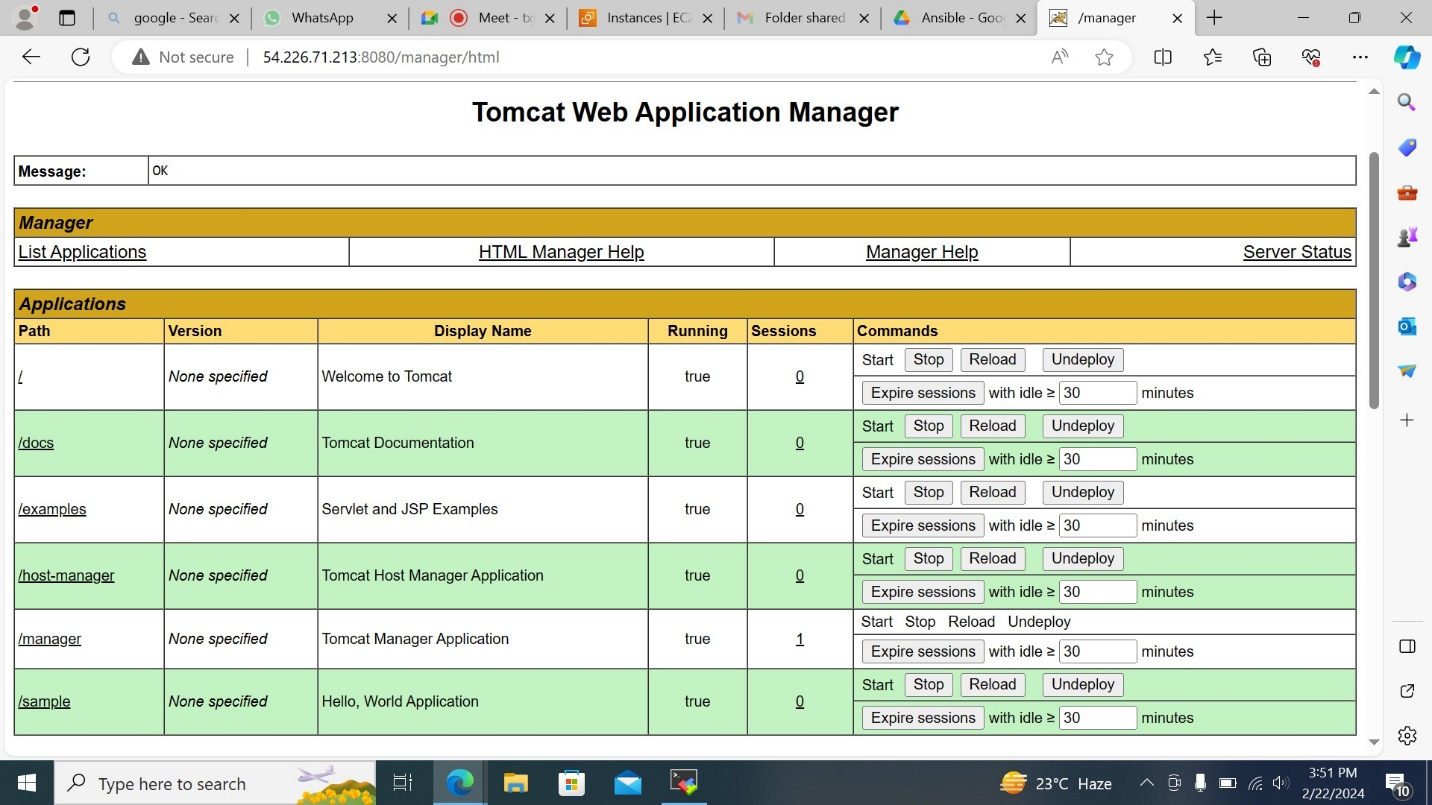 google - Sear
WhatsApp
Meet - tx
Instances | EC
Folder shared
Ansible - Goo
/manager
Not secure
54.226.71.213:8080/manager/html
Tomcat Web Application Manager
Message: OK
Manager
List Applications HTML Manager Help Manager Help Server Status
Applications
Path Version Display Name Running Sessions Commands
/ None specified Welcome to Tomcat true 0
Start Stop Reload Undeploy
Expire sessions with idle ≥ 30 minutes
/docs None specified Tomcat Documentation true 0
Start Stop Reload Undeploy
Expire sessions with idle ≥ 30 minutes
/examples None specified Servlet and JSP Examples true 0
Start Stop Reload Undeploy
Expire sessions with idle ≥ 30 minutes
/host-manager None specified Tomcat Host Manager Application true 0
Start Stop Reload Undeploy
Expire sessions with idle ≥ 30 minutes
/manager None specified Tomcat Manager Application true 1
Start Stop Reload Undeploy
Expire sessions with idle ≥ 30 minutes
/sample None specified Hello, World Application true 0
Start Stop Reload Undeploy
Expire sessions with idle ≥ 30 minutes
Type here to search
23°C Haze
3:51 PM
2/22/2024
10